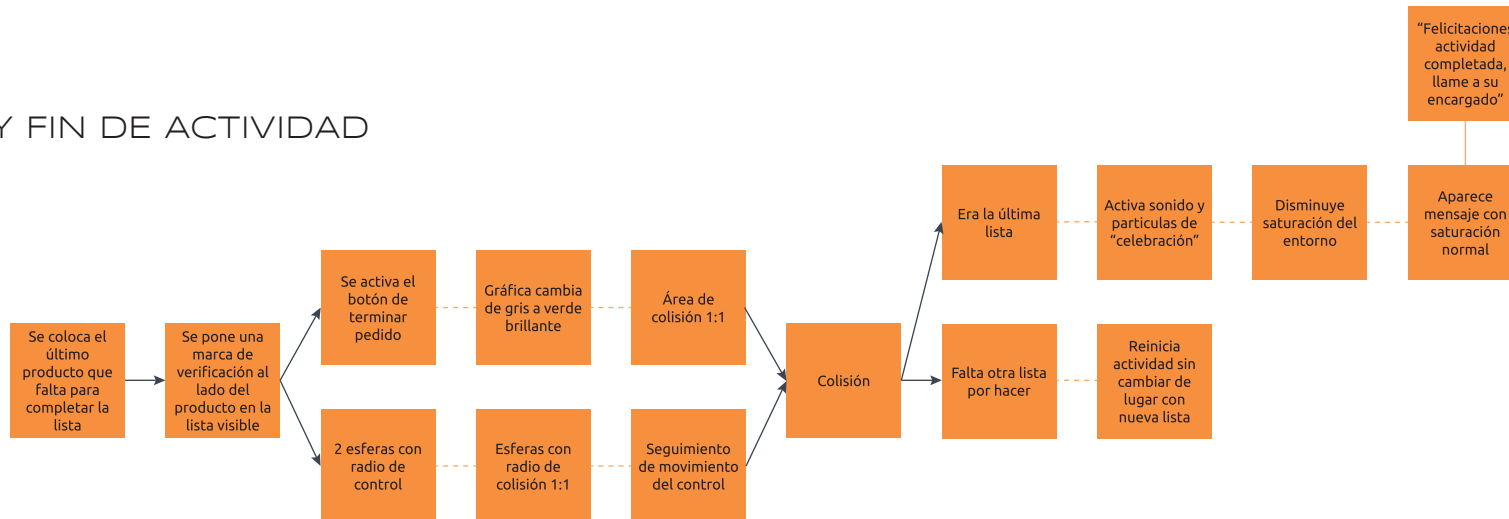 “Felicitaciones
actividad
completada,
llame a su
encargado”
Y FIN DE ACTIVIDAD
Se coloca el
último
producto que
falta para
completar la
lista
Se pone una
marca de
verificación al
lado del
producto en la
lista visible
Se activa el
botón de
terminar
pedido
Gráfica cambia
de gris a verde
brillante
Área de
colisión 1:1
2 esferas con
radio de
control
Esferas con
radio de
colisión 1:1
Seguimiento
de movimiento
del control
Colisión
Era la última
lista
Activa sonido y
particulas de
“celebración”
Disminuye
saturación del
entorno
Aparece
mensaje con
saturación
normal
Falta otra lista
por hacer
Reinicia
actividad sin
cambiar de
lugar con
nueva lista